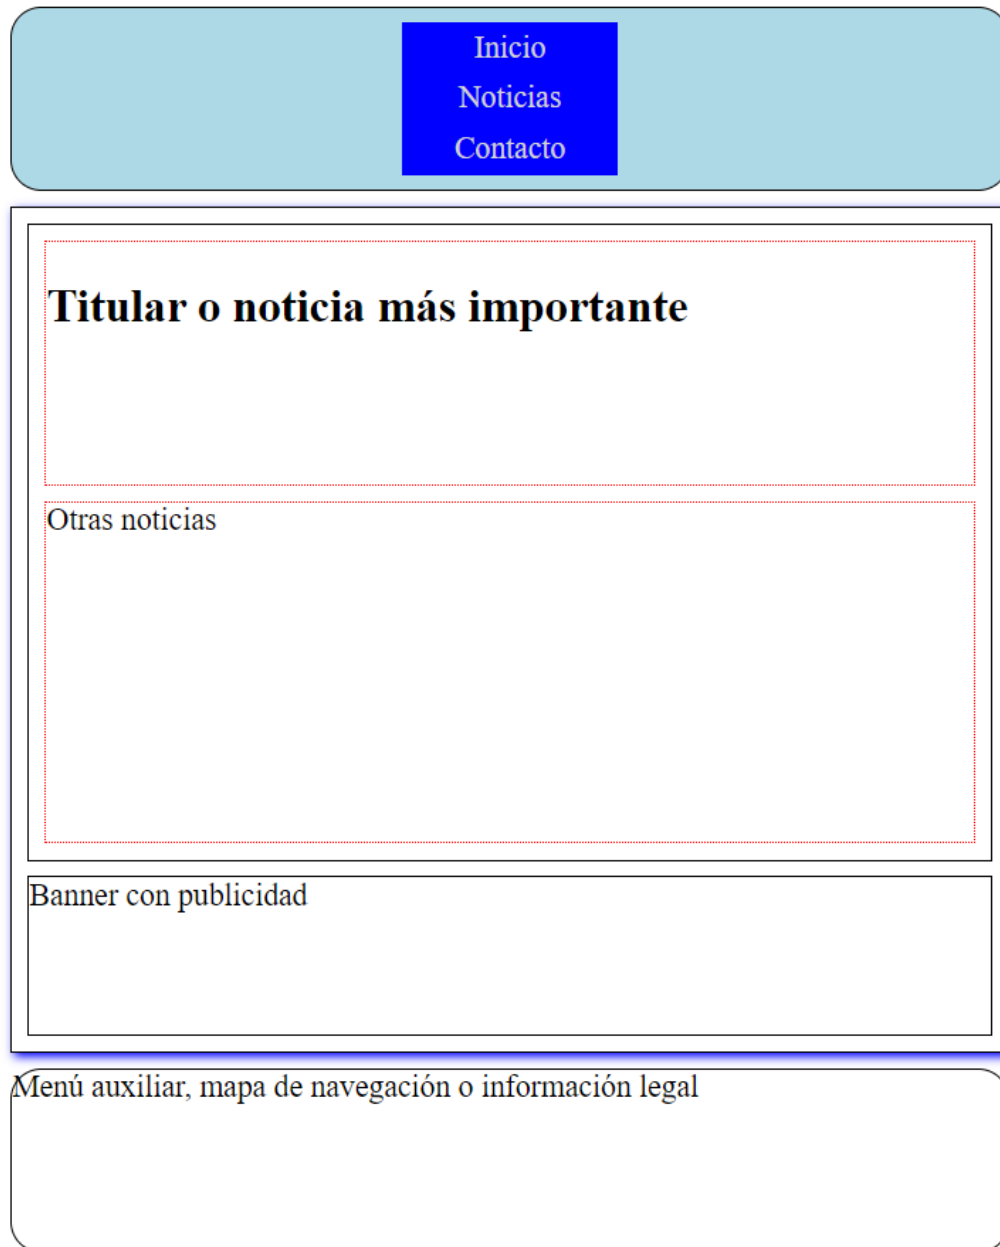 Inicio
Noticias
Contacto
Titular o noticia más importante
Otras noticias
Banner con publicidad
Menú auxiliar, mapa de navegación o información legal